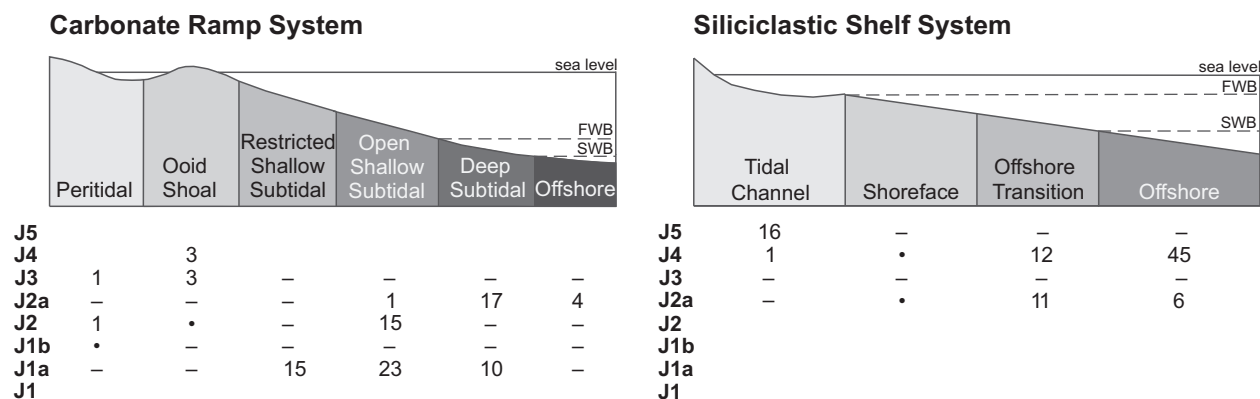 Carbonate Ramp System
sea level
FWB
SWB
Peritidal
Ooid
Shoal
Restricted
Shallow
Subtidal
Open
Shallow
Subtidal
Deep
Subtidal
Offshore
J5
J4 3
J3 1 3 – – – –
J2a – – – 1 17 4
J2 1 • – 15 – –
J1b • – – – – –
J1a – – 15 23 10 –
J1
Siliciclastic Shelf System
sea level
FWB
SWB
Tidal
Channel
Shoreface
Offshore
Transition
Offshore
J5 16 – – –
J4 1 • 12 45
J3 – – – –
J2a – • 11 6
J2
J1b
J1a
J1